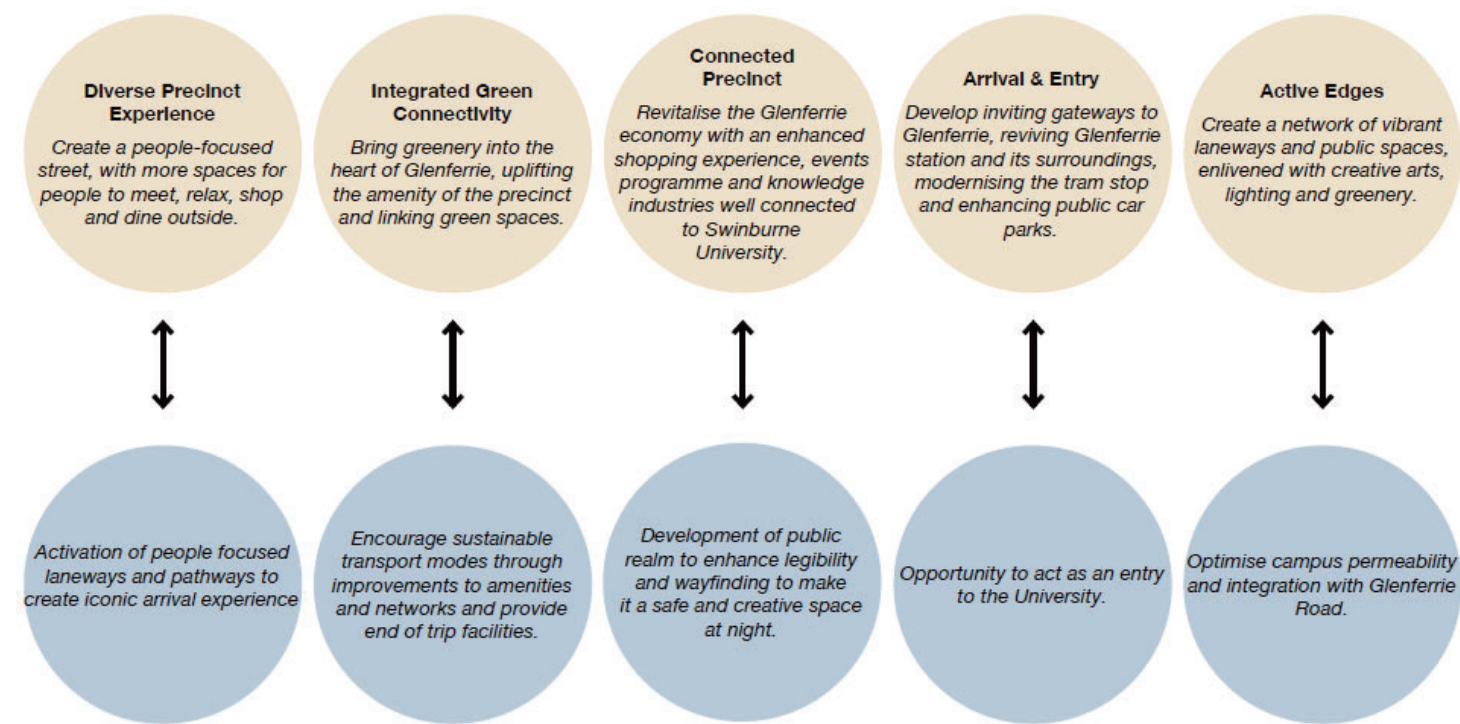 Diverse Precinct
Experience
Create a people-focused
street, with more spaces for
people to meet, relax, shop
and dine outside.
Integrated Green
Connectivity
Bring greenery into the
heart of Glenferrie, uplifting
the amenity of the precinct
and linking green spaces.
Connected
Precinct
Revitalise the Glenferrie
economy with an enhanced
shopping experience, events
programme and knowledge
industries well connected
to Swinburne
University.
Arrival & Entry
Develop inviting gateways to
Glenferrie, reviving Glenferrie
station and its surroundings,
modernising the tram stop
and enhancing public car
parks.
Active Edges
Create a network of vibrant
laneways and public spaces,
enlivened with creative arts,
lighting and greenery.
Activation of people focused
laneways and pathways to
create iconic arrival experience
Encourage sustainable
transport modes through
improvements to amenities
and networks and provide
end of trip facilities.
Development of public
realm to enhance legibility
and wayfinding to make
it a safe and creative space
at night.
Opportunity to act as an entry
to the University.
Optimise campus permeability
and integration with Glenferrie
Road.